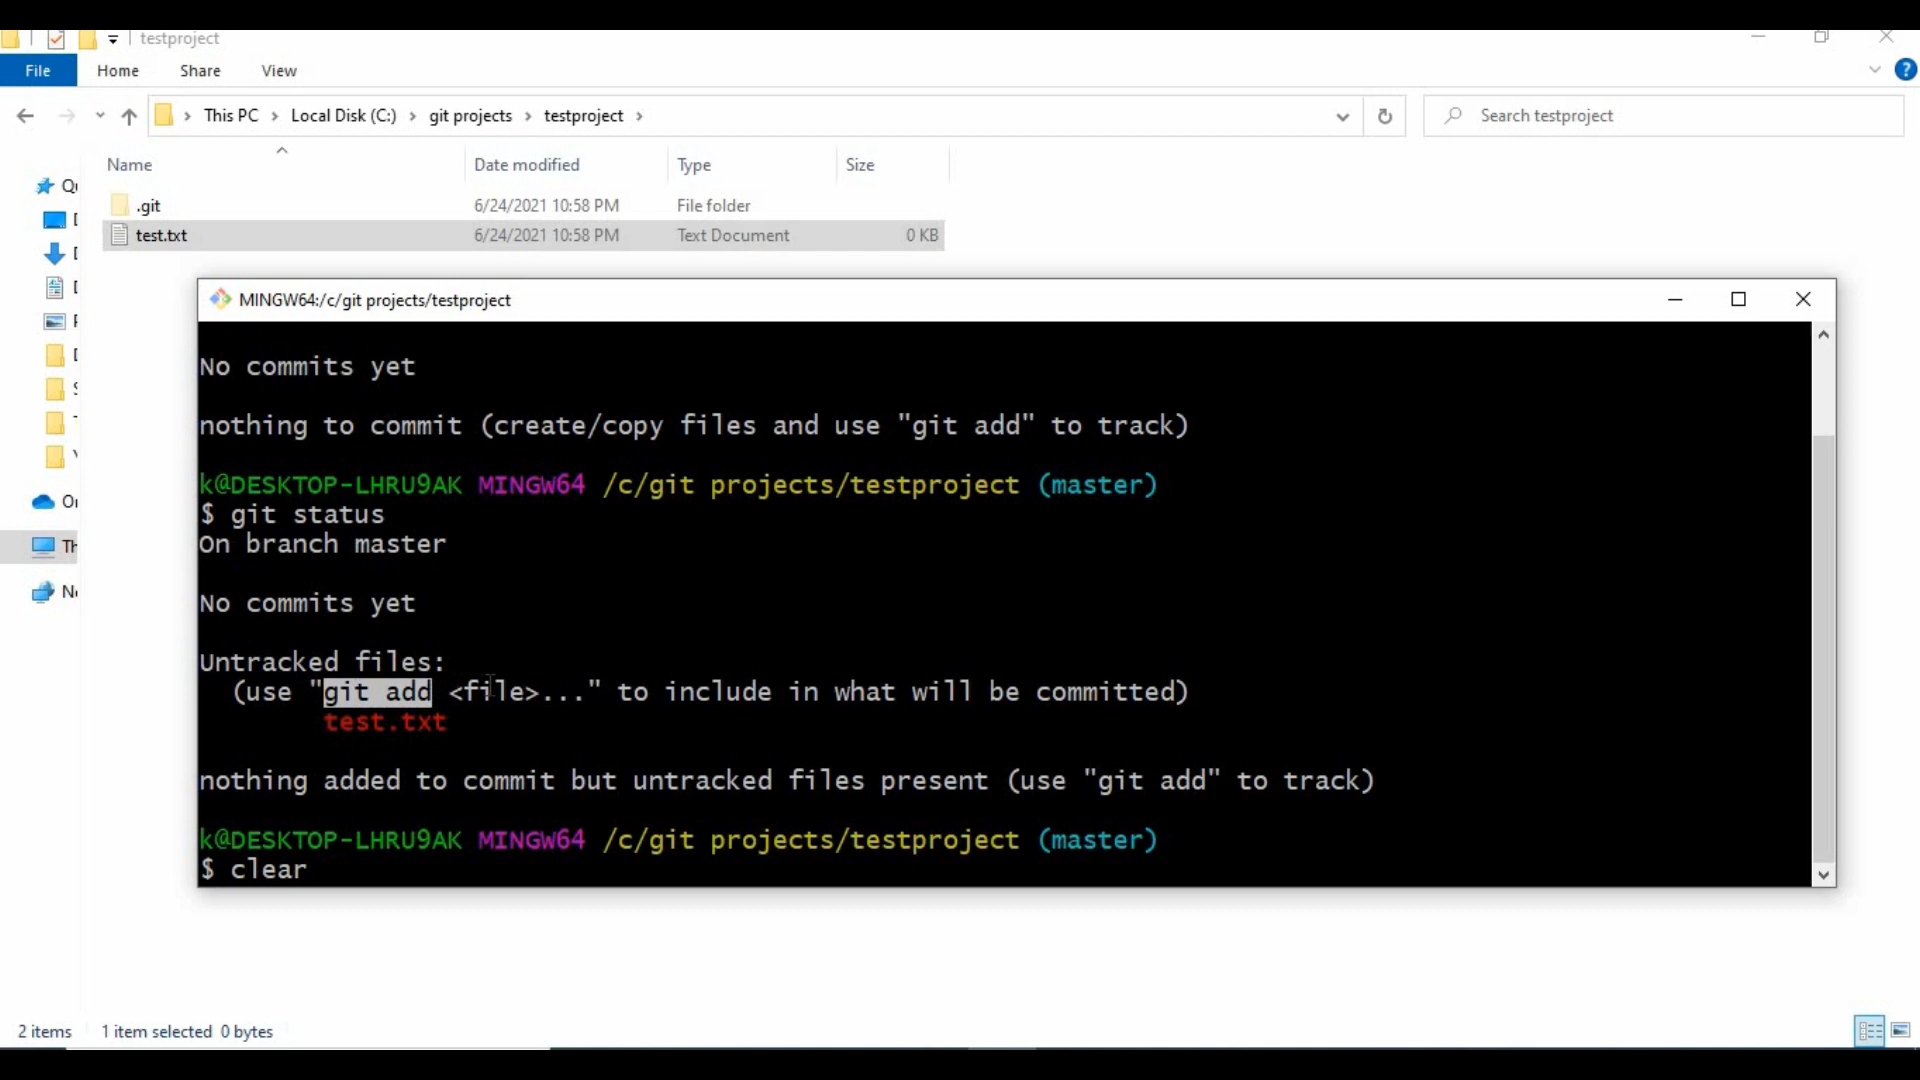 testproject
File Home Share View
This PC Local Disk (C:) git projects testproject
Search testproject
Name Date modified Type Size
.git 6/24/2021 10:58 PM File folder
test.txt 6/24/2021 10:58 PM Text Document 0 KB
MINGW64:/c/git projects/testproject
No commits yet
nothing to commit (create/copy files and use "git add" to track)
k@DESKTOP-LHRU9AK MINGW64 /c/git projects/testproject (master)
$ git status
On branch master
No commits yet
Untracked files:
(use "git add <file>..." to include in what will be committed)
test.txt
nothing added to commit but untracked files present (use "git add" to track)
k@DESKTOP-LHRU9AK MINGW64 /c/git projects/testproject (master)
$ clear
2 items 1 item selected 0 bytes